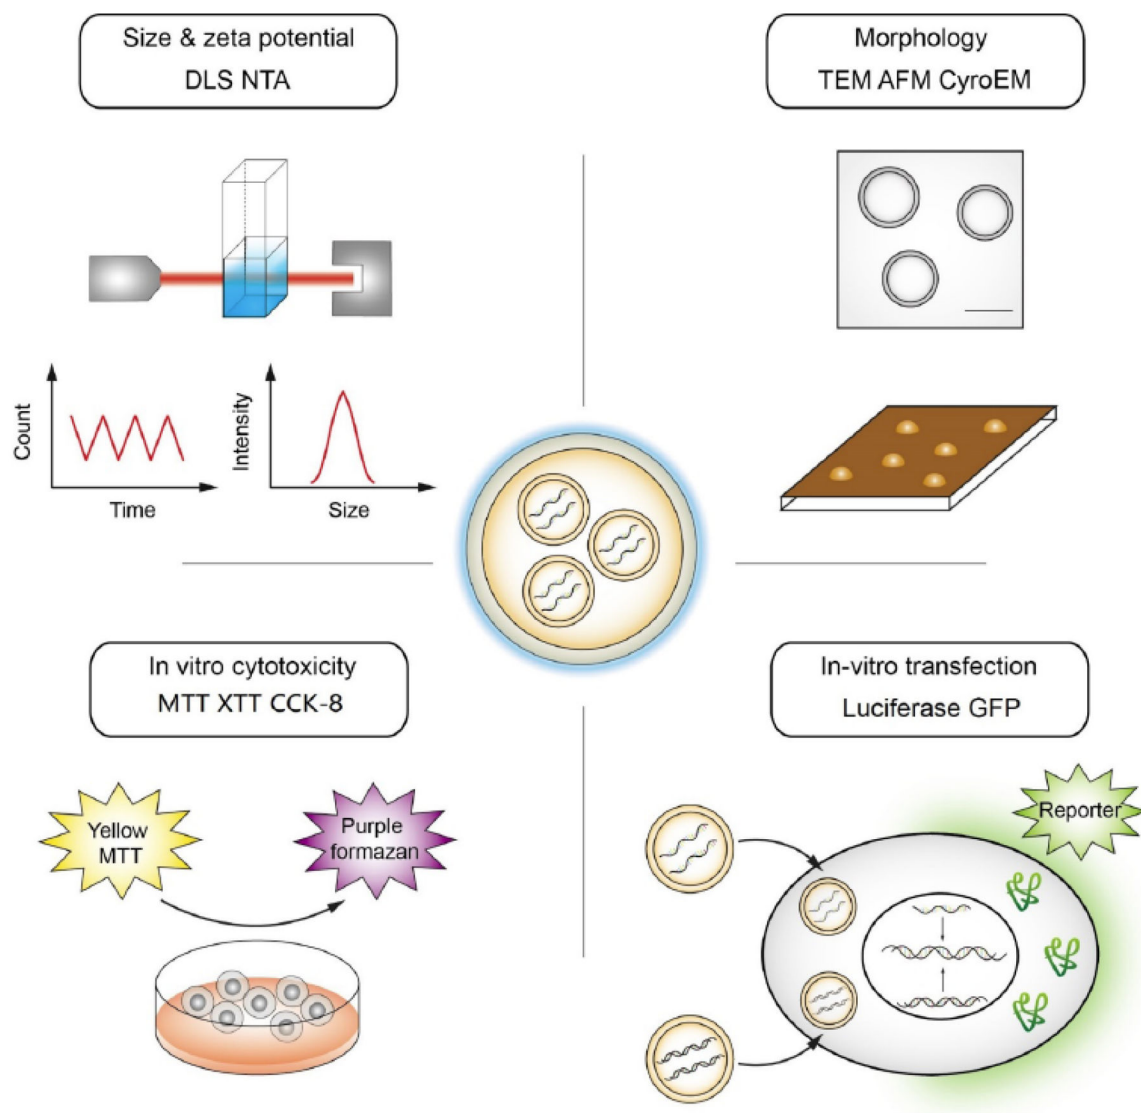 Size & zeta potential
DLS NTA
Morphology
TEM AFM CyroEM
Count
Time
Intensity
Size
In vitro cytotoxicity
MTT XTT CCK-8
Yellow
MTT
Purple
formazan
In-vitro transfection
Luciferase GFP
Reporter